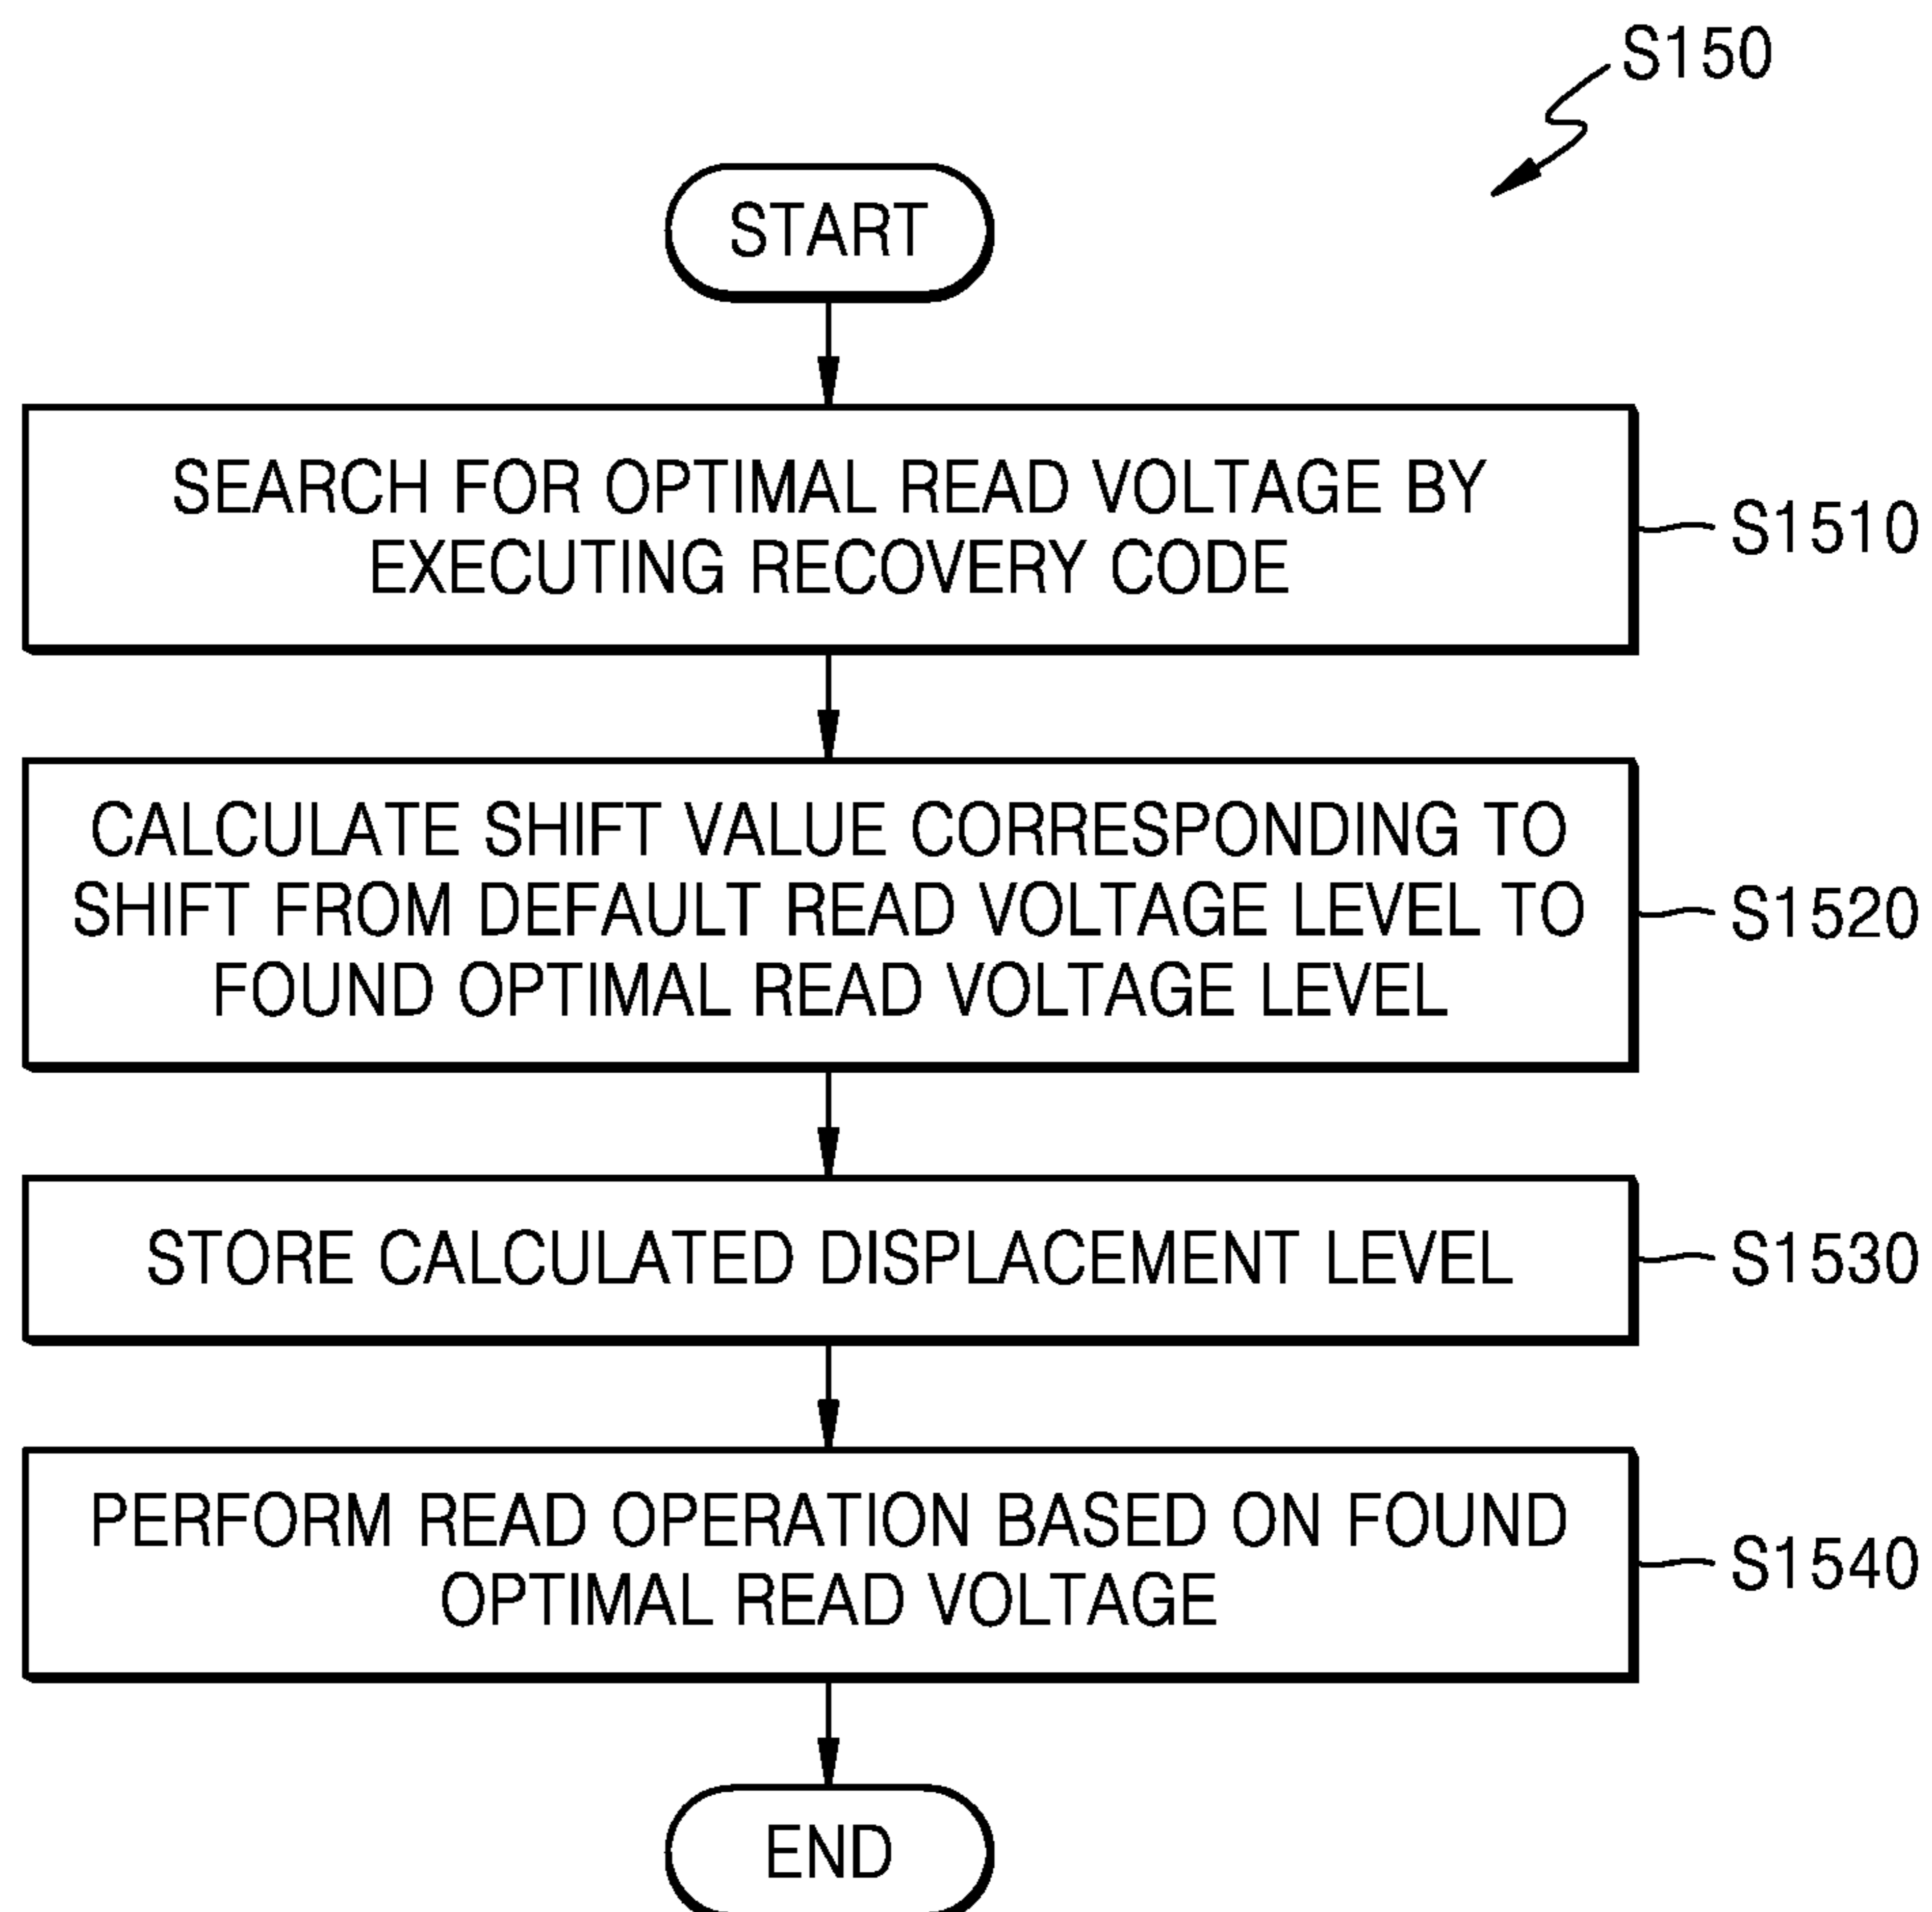 S150
START
SEARCH FOR OPTIMAL READ VOLTAGE BY
EXECUTING RECOVERY CODE
S1510
CALCULATE SHIFT VALUE CORRESPONDING TO
SHIFT FROM DEFAULT READ VOLTAGE LEVEL TO
FOUND OPTIMAL READ VOLTAGE LEVEL
S1520
STORE CALCULATED DISPLACEMENT LEVEL
S1530
PERFORM READ OPERATION BASED ON FOUND
OPTIMAL READ VOLTAGE
S1540
END